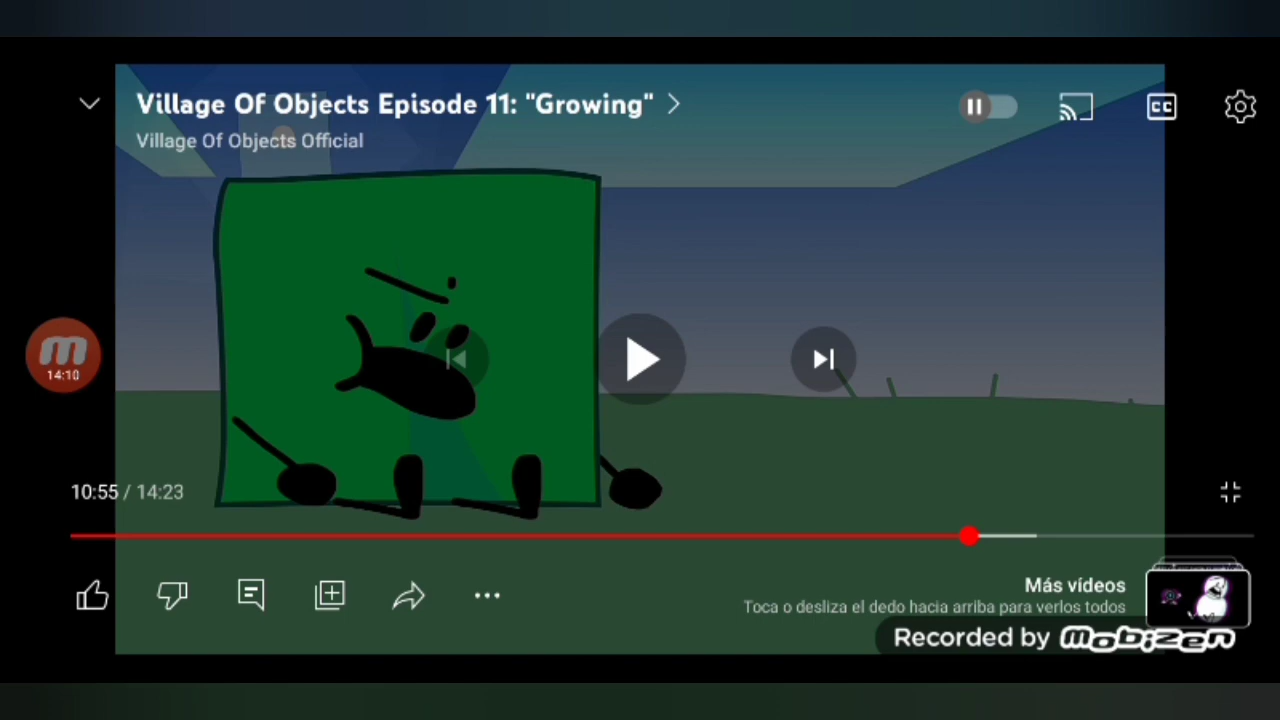 Village Of Objects Episode 11: "Growing"
Village Of Objects Official
CC
14:10
10:55 / 14:23
Más vídeos
Toca o desliza el dedo hacia arriba para verlos todos
Recorded by mobizen